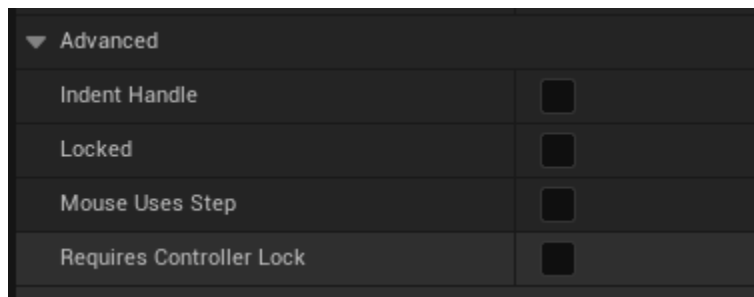 Advanced
Indent Handle
Locked
Mouse Uses Step
Requires Controller Lock